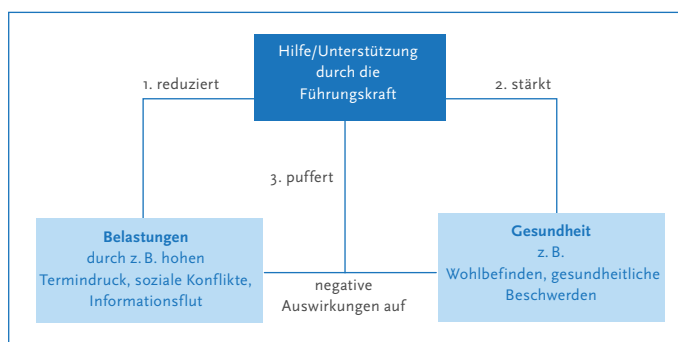 Hilfe/Unterstützung
durch die
Führungskraft
1. reduziert
2. stärkt
3. puffert
Belastungen
durch z. B. hohen
Termindruck, soziale Konflikte,
Informationsflut
Gesundheit
z. B.
Wohlbefinden, gesundheitliche
Beschwerden
negative
Auswirkungen auf